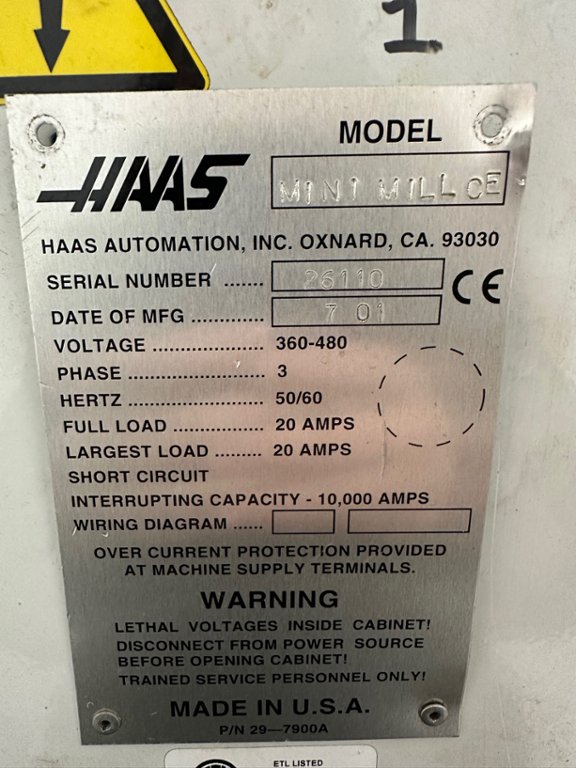 1
MODEL
HAAS MINI MILL CE
HAAS AUTOMATION, INC. OXNARD, CA. 93030
SERIAL NUMBER ....... 26110 CE
DATE OF MFG ............. 7 01
VOLTAGE .................... 360-480
PHASE ......................... 3
HERTZ ......................... 50/60
FULL LOAD ................. 20 AMPS
LARGEST LOAD ......... 20 AMPS
SHORT CIRCUIT
INTERRUPTING CAPACITY - 10,000 AMPS
WIRING DIAGRAM ......
OVER CURRENT PROTECTION PROVIDED
AT MACHINE SUPPLY TERMINALS.
WARNING
LETHAL VOLTAGES INSIDE CABINET!
DISCONNECT FROM POWER SOURCE
BEFORE OPENING CABINET!
TRAINED SERVICE PERSONNEL ONLY!
MADE IN U.S.A.
P/N 29—7900A
ETL LISTED